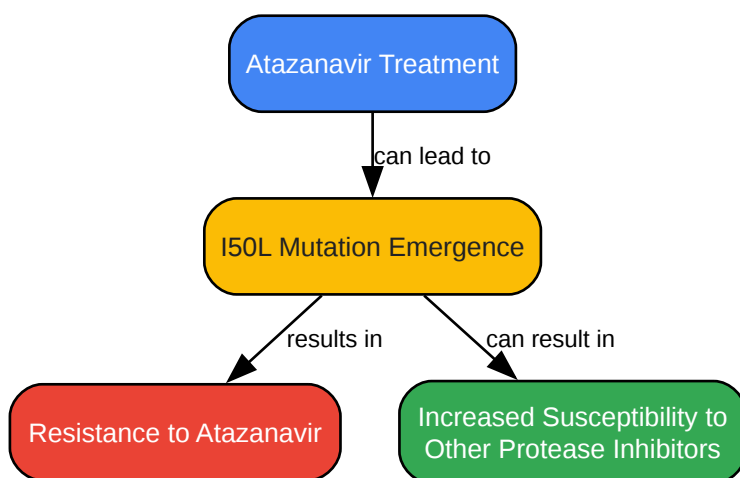 Atazanavir Treatment
can lead to
I50L Mutation Emergence
results in
can result in
Resistance to Atazanavir
Increased Susceptibility to
Other Protease Inhibitors